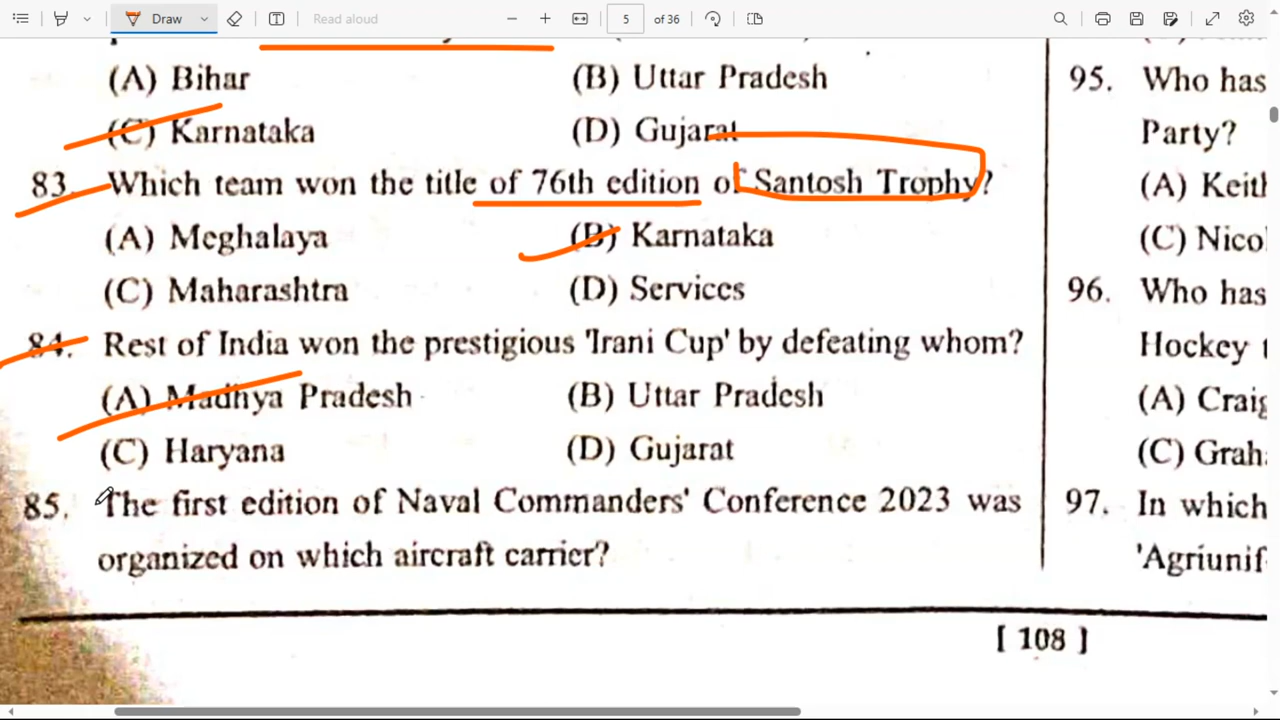 Draw
Read aloud
5
of 36
(A) Bihar
(B) Uttar Pradesh
(C) Karnataka
(D) Gujarat
83. Which team won the title of 76th edition of Santosh Trophy?
(A) Meghalaya
(B) Karnataka
(C) Maharashtra
(D) Services
84. Rest of India won the prestigious 'Irani Cup' by defeating whom?
(A) Madhya Pradesh
(B) Uttar Pradesh
(C) Haryana
(D) Gujarat
85. The first edition of Naval Commanders' Conference 2023 was
organized on which aircraft carrier?
95. Who has
Party?
(A) Keith
(C) Nicol
96. Who has
Hockey t
(A) Craig
(C) Grah
97. In which
'Agriunif
[ 108 ]